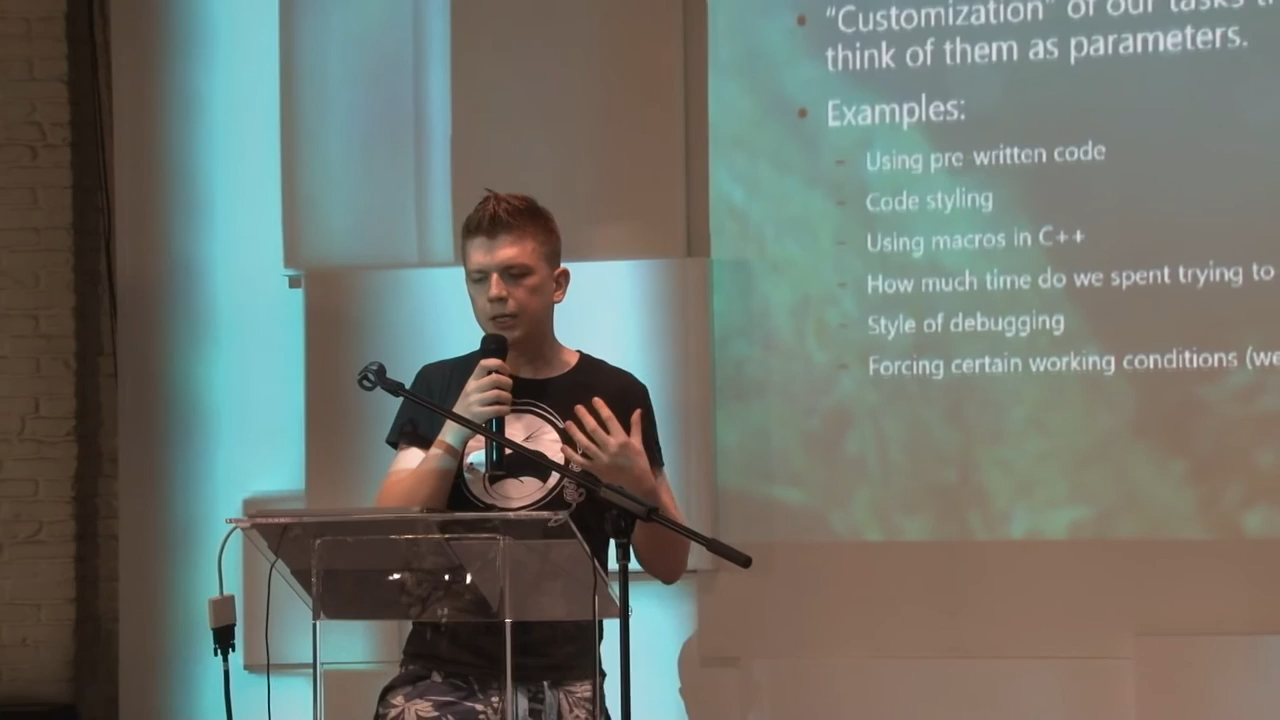 “Customization” of our tasks
think of them as parameters.
Examples:
Using pre written code
Code styling
Using macros in C++
How much time do we spent trying to
Style of debugging
Forcing certain working conditions (we